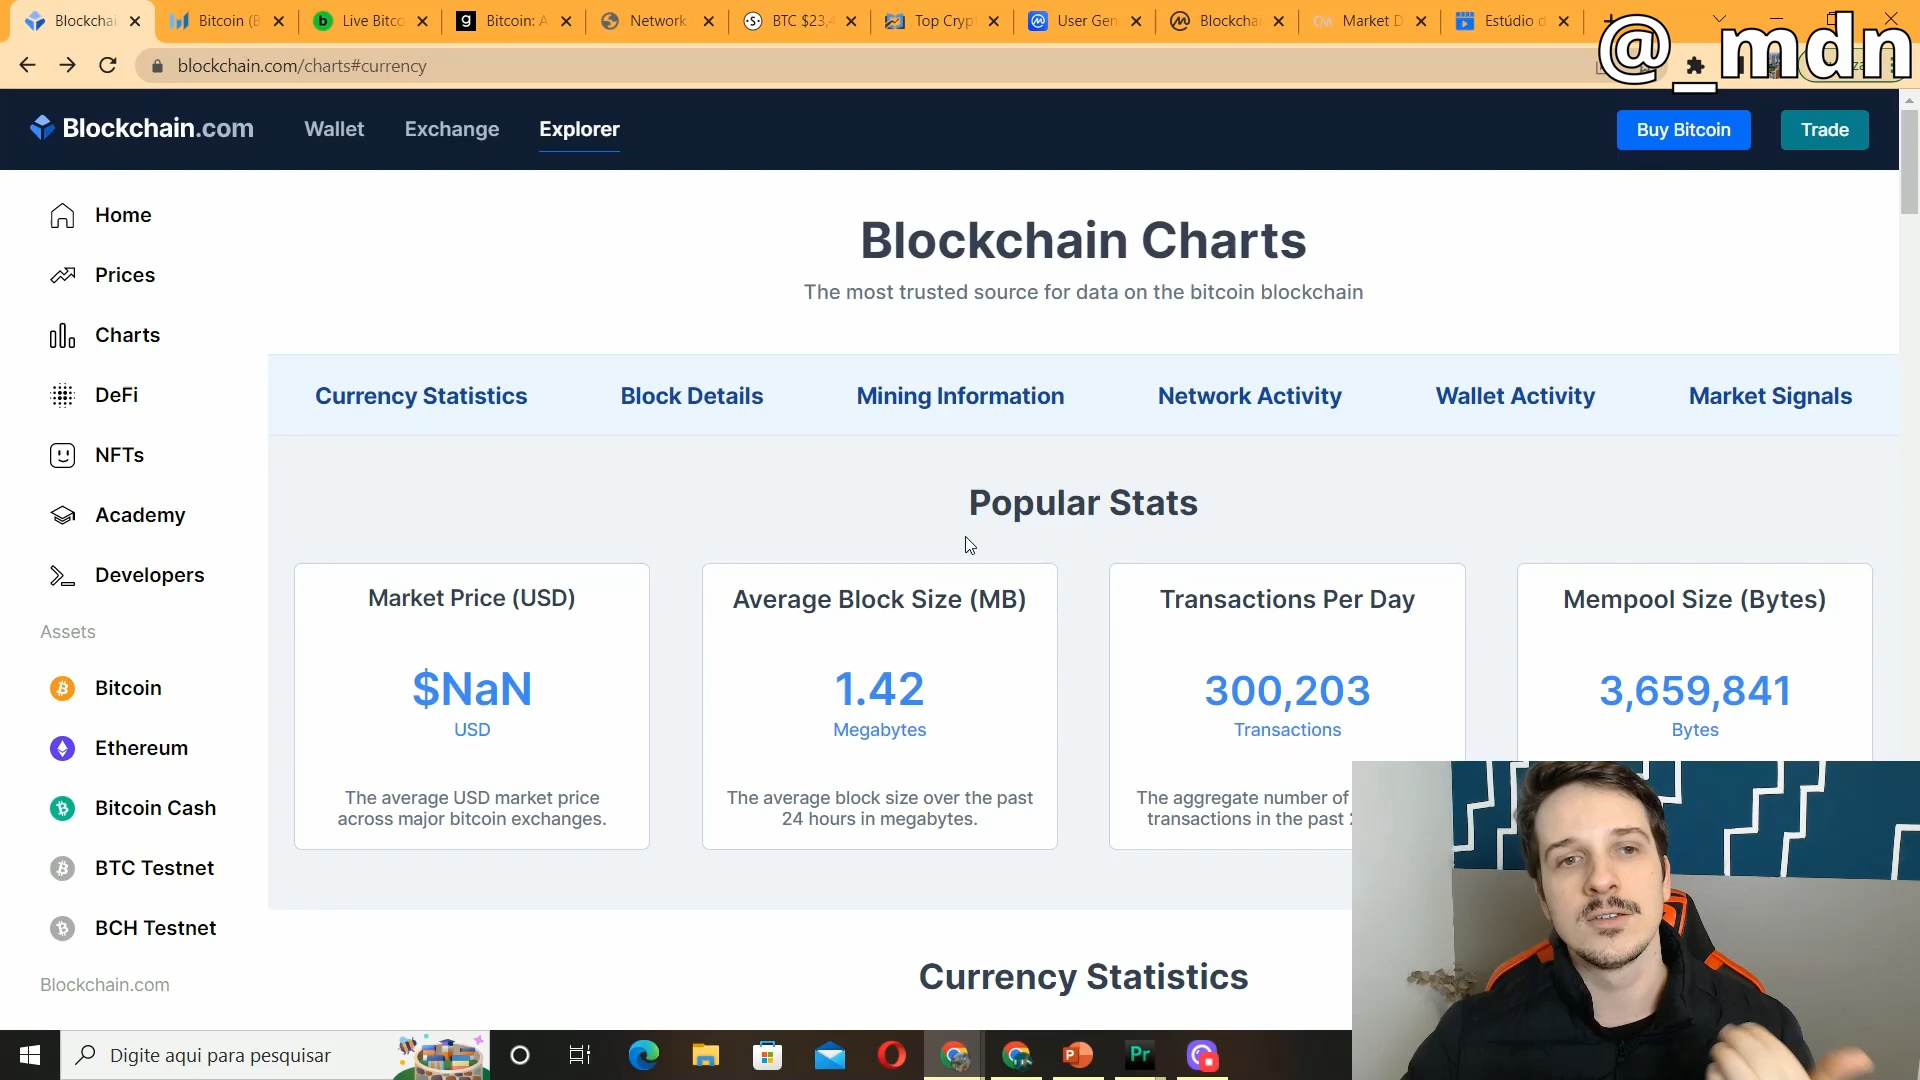 Blockchai
Bitcoin (B
Live Bitco
Bitcoin: A
Network
BTC $23,4
Top Cryp
User Gen
Blockcha
Market D
Estúdio d
@_mdn
blockchain.com/charts#currency
Blockchain.com
Wallet
Exchange
Explorer
Buy Bitcoin
Trade
Home
Prices
Charts
DeFi
NFTs
Academy
Developers
Assets
Bitcoin
Ethereum
Bitcoin Cash
BTC Testnet
BCH Testnet
Blockchain.com
Blockchain Charts
The most trusted source for data on the bitcoin blockchain
Currency Statistics
Block Details
Mining Information
Network Activity
Wallet Activity
Market Signals
Popular Stats
Market Price (USD)
$NaN
USD
The average USD market price
across major bitcoin exchanges.
Average Block Size (MB)
1.42
Megabytes
The average block size over the past
24 hours in megabytes.
Transactions Per Day
300,203
Transactions
The aggregate number of
transactions in the past
Mempool Size (Bytes)
3,659,841
Bytes
Currency Statistics
Digite aqui para pesquisar
Pr